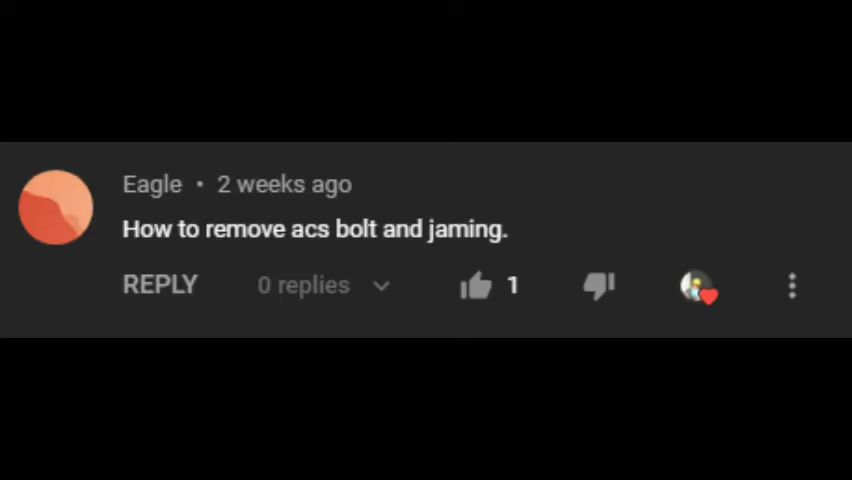 Eagle • 2 weeks ago
How to remove acs bolt and jaming.
REPLY 0 replies 1